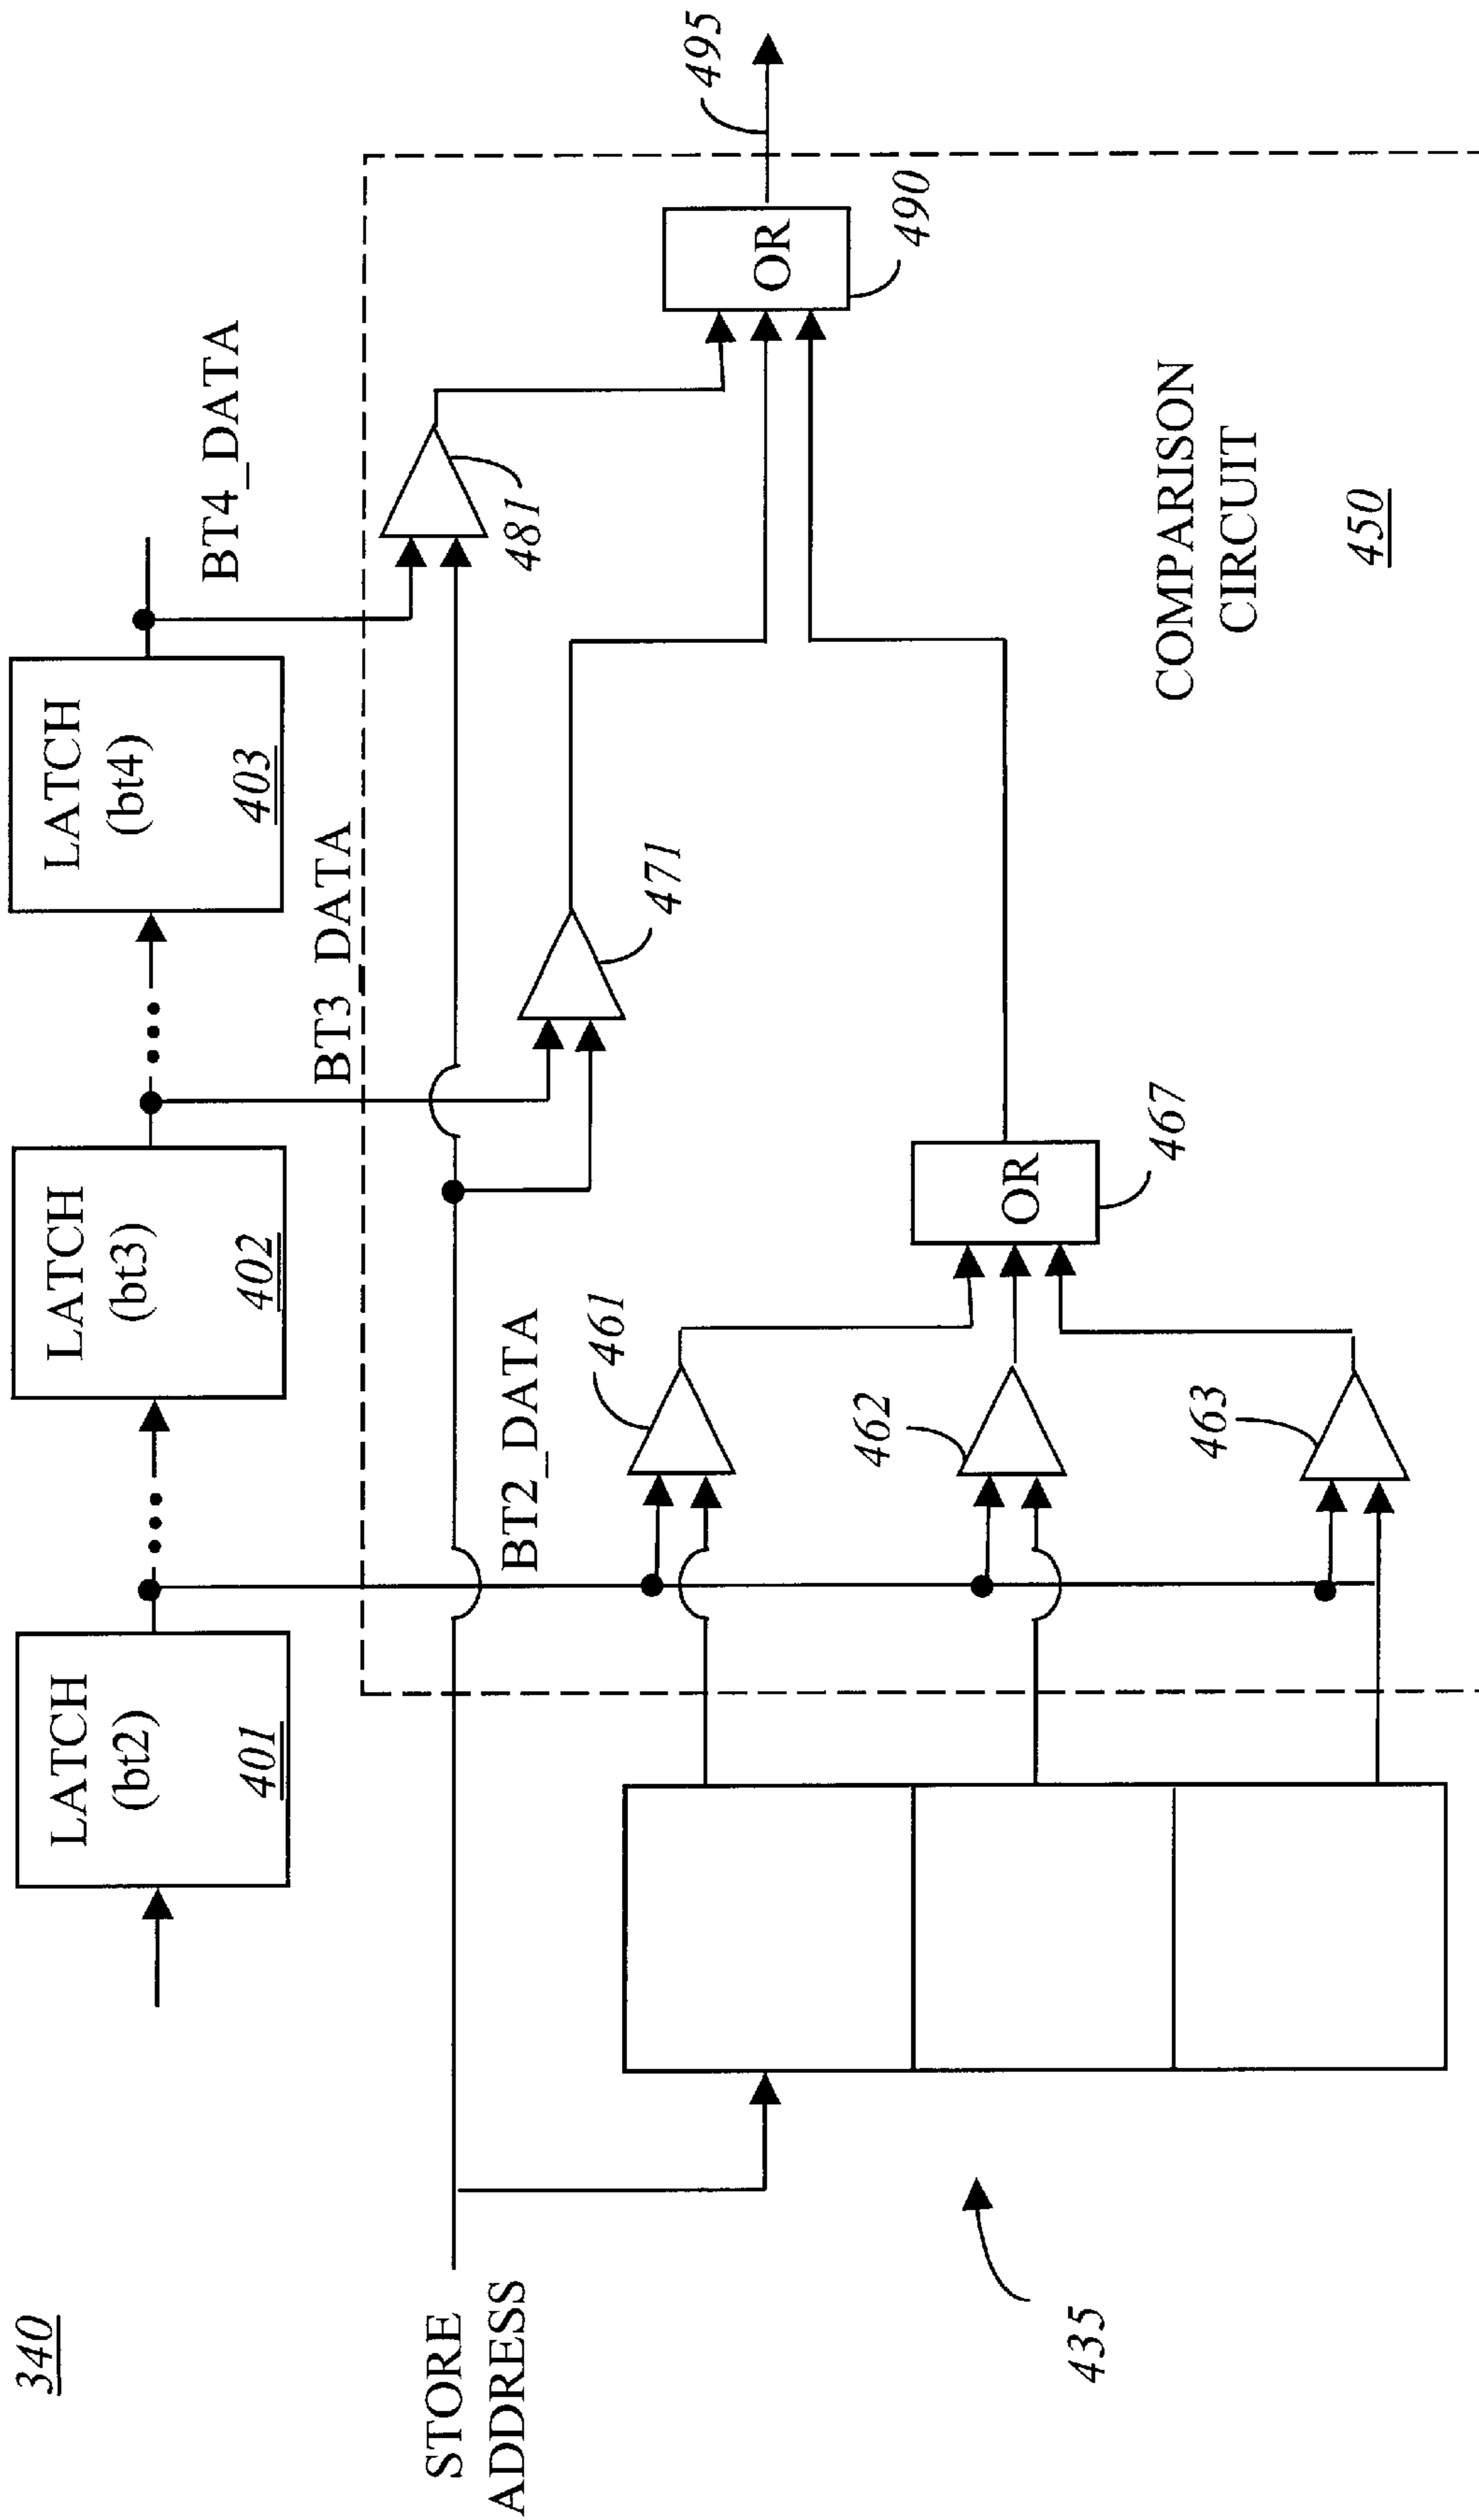 340
LATCH
(bt2)
401
LATCH
(bt3)
402
LATCH
(bt4)
403
BT4_DATA
BT3_DATA
BT2_DATA
STORE
ADDRESS
435
461
462
463
OR
467
471
481
OR
490
495
COMPARISON
CIRCUIT
450